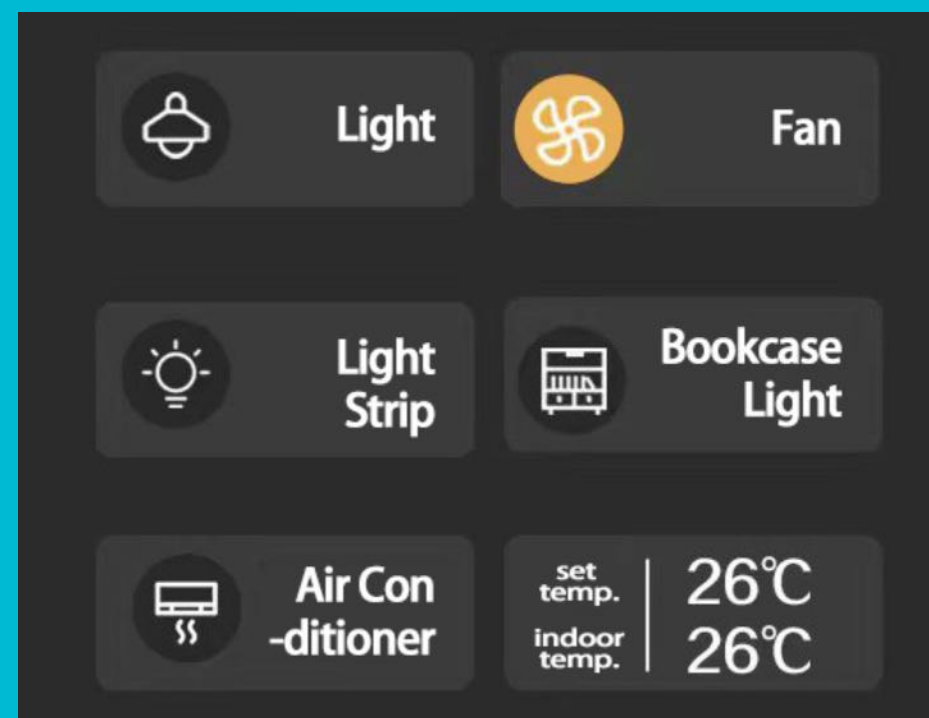 Light
Fan
Light
Strip
Bookcase
Light
Air Con
-ditioner
set
temp.
26℃
indoor
temp.
26℃